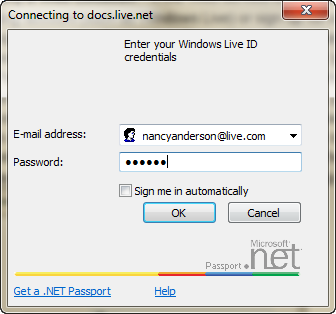 Connecting to docs.live.net
Enter your Windows Live ID
credentials
E-mail address:
nancyanderson@live.com
Password:
••••••
Sign me in automatically
OK
Cancel
Microsoft®
Passport
net
Get a .NET Passport
Help